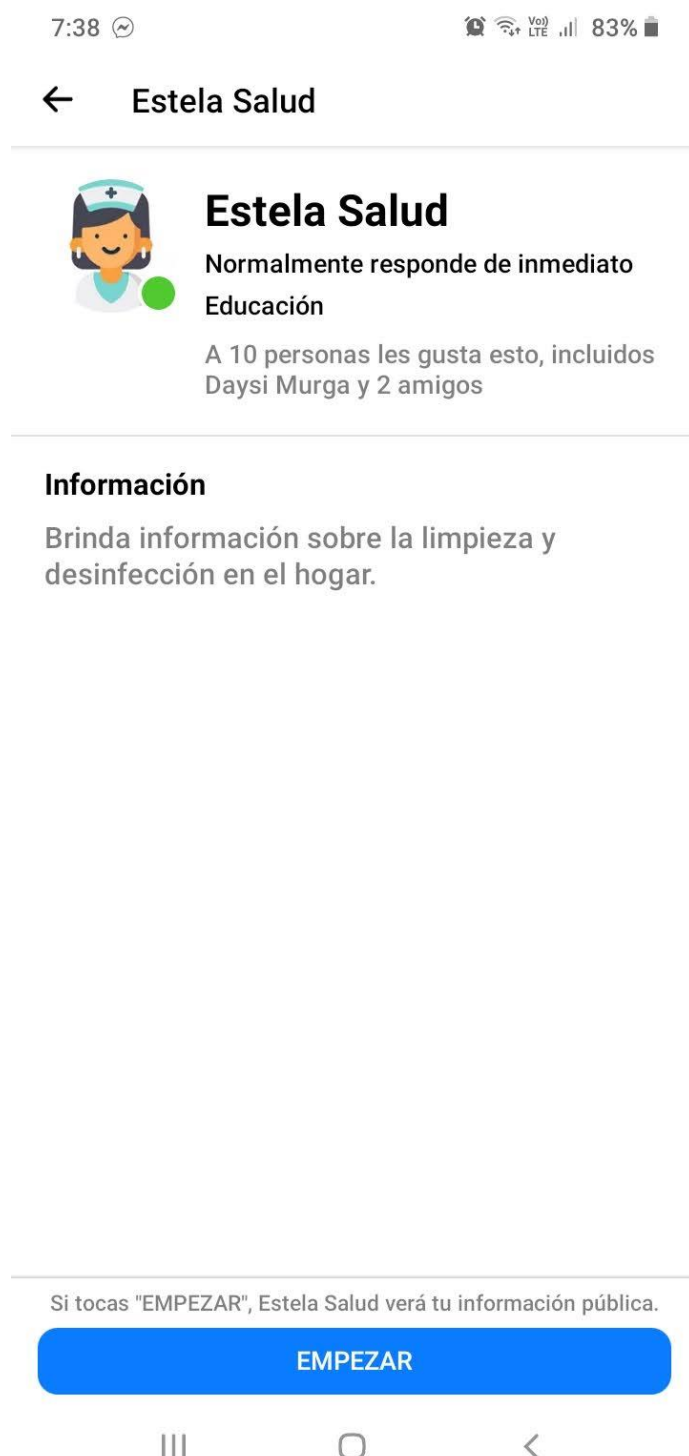 7:38 Vo)) LTE 83%
Estela Salud
Estela Salud
Normalmente responde de inmediato
Educación
A 10 personas les gusta esto, incluidos
Daysi Murga y 2 amigos
Información
Brinda información sobre la limpieza y
desinfección en el hogar.
Si tocas "EMPEZAR", Estela Salud verá tu información pública.
EMPEZAR